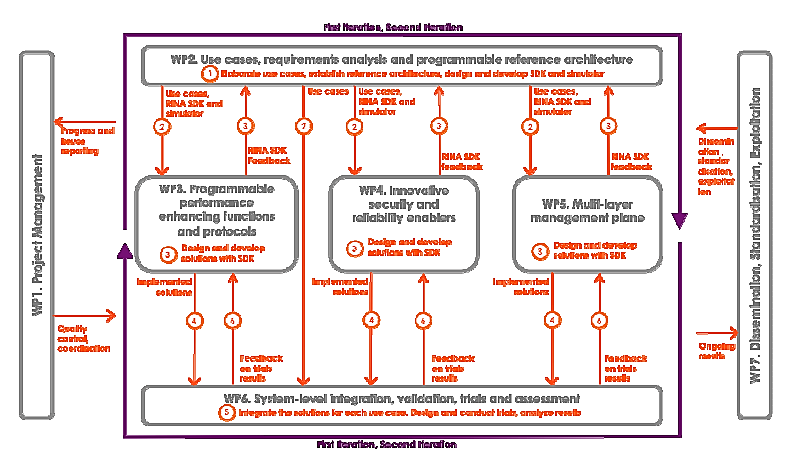 First Iteration, Second Iteration
WP2. Use cases, requirements analysis and programmable reference architecture
1 Elaborate use cases, establish reference architecture, design and develop SDK and simulator
Use cases,
RINA SDK and
simulator
2
3
RINA SDK
Feedback
Use cases
7
Use cases,
RINA SDK and
simulator
2
3
RINA SDK
feedback
Use cases,
RINA SDK and
simulator
2
3
RINA SDK
feedback
WP1. Project Management
Progress and
issues
reporting
Quality
control,
coordination
WP3. Programmable
performance
enhancing functions
and protocols
3 Design and develop
solutions with SDK
WP4. Innovative
security and
reliability enablers
3 Design and develop
solutions with SDK
WP5. Multi-layer
management plane
3 Design and develop
solutions with SDK
Dissemin
ation,
standar
disation,
exploitat
ion
Ongoing
results
WP7. Dissemination, Standardisation, Exploitation
Implemented
solutions
4
6
Feedback
on trials
results
Implemented
solutions
4
6
Feedback
on trials
results
Implemented
solutions
4
6
Feedback
on trials
results
WP6. System-level integration, validation, trials and assessment
5 Integrate the solutions for each use case. Design and conduct trials, analyse results
First Iteration, Second Iteration